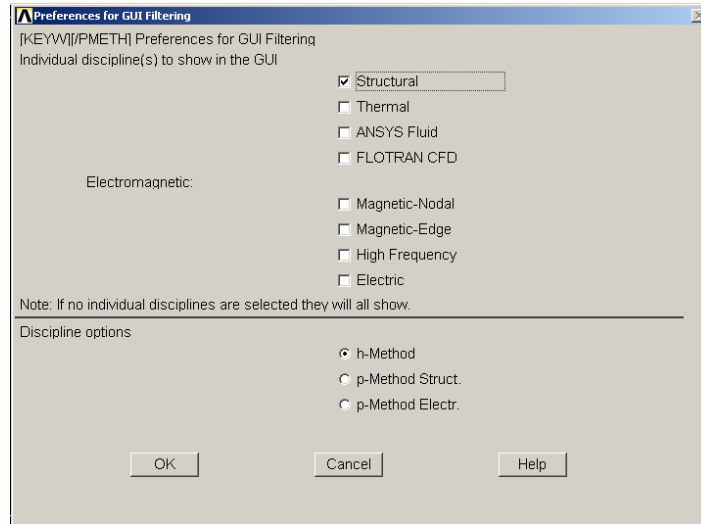 Preferences for GUI Filtering
[KEYW][/PMETH] Preferences for GUI Filtering
Individual discipline(s) to show in the GUI
Structural
Thermal
ANSYS Fluid
FLOTRAN CFD
Electromagnetic:
Magnetic-Nodal
Magnetic-Edge
High Frequency
Electric
Note: If no individual disciplines are selected they will all show.
Discipline options
h-Method
p-Method Struct.
p-Method Electr.
OK Cancel Help